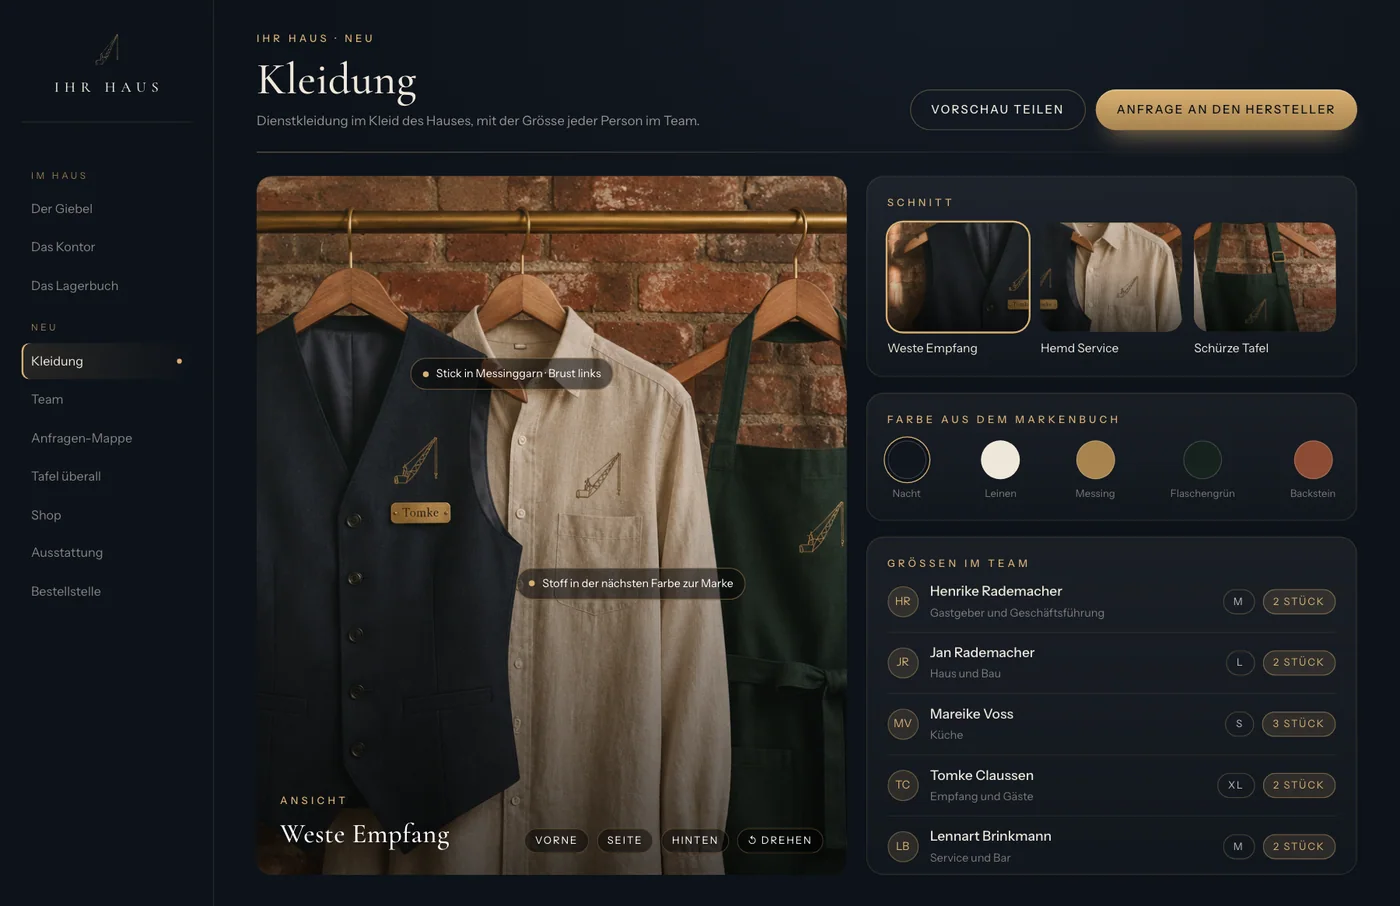 IHR HAUS
IM HAUS
Der Giebel
Das Kontor
Das Lagerbuch
NEU
Kleidung
Team
Anfragen-Mappe
Tafel überall
Shop
Ausstattung
Bestellstelle
IHR HAUS · NEU
Kleidung
Dienstkleidung im Kleid des Hauses, mit der Grösse jeder Person im Team.
VORSCHAU TEILEN
ANFRAGE AN DEN HERSTELLER
Stick in Messinggarn · Brust links
Tomke
Stoff in der nächsten Farbe zur Marke
ANSICHT
Weste Empfang
VORNE
SEITE
HINTEN
DREHEN
SCHNITT
Weste Empfang
Hemd Service
Schürze Tafel
FARBE AUS DEM MARKENBUCH
Nacht
Leinen
Messing
Flaschengrün
Backstein
GRÖSSEN IM TEAM
HR
Henrike Rademacher
Gastgeber und Geschäftsführung
M
2 STÜCK
JR
Jan Rademacher
Haus und Bau
L
2 STÜCK
MV
Mareike Voss
Küche
S
3 STÜCK
TC
Tomke Claussen
Empfang und Gäste
XL
2 STÜCK
LB
Lennart Brinkmann
Service und Bar
M
2 STÜCK